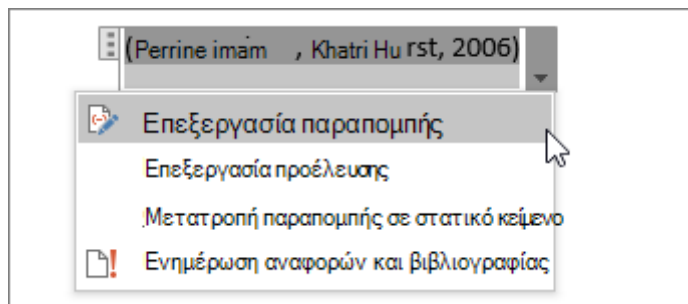 (Perrine imam , Khatri Hu rst, 2006)
Επεξεργασία παραπομπής
Επεξεργασία προέλευσης
Μετατροπή παραπομπής σε στατικό κείμενο
Ενημέρωση αναφορών και βιβλιογραφίας